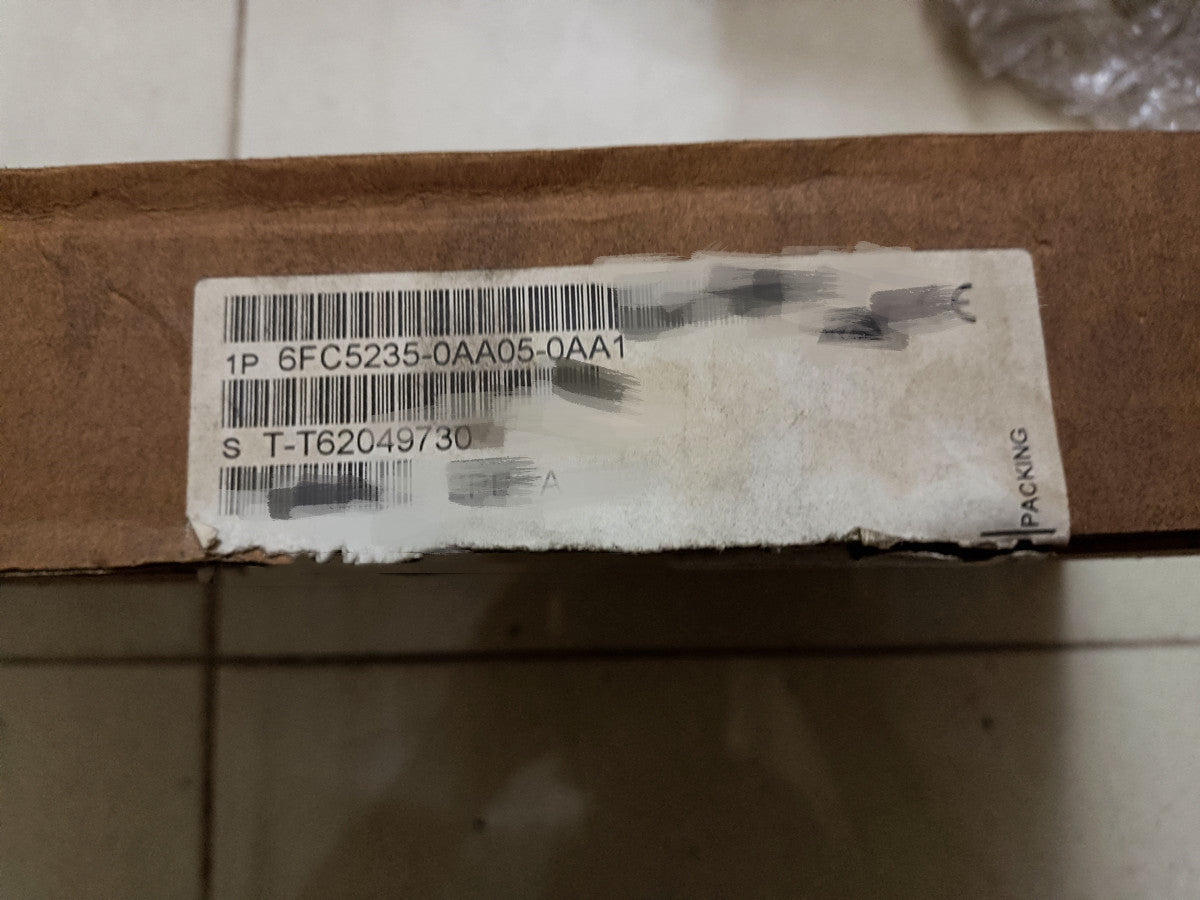 1P 6FC5235-0AA05-0AA1
S T-T62049730
PACKING